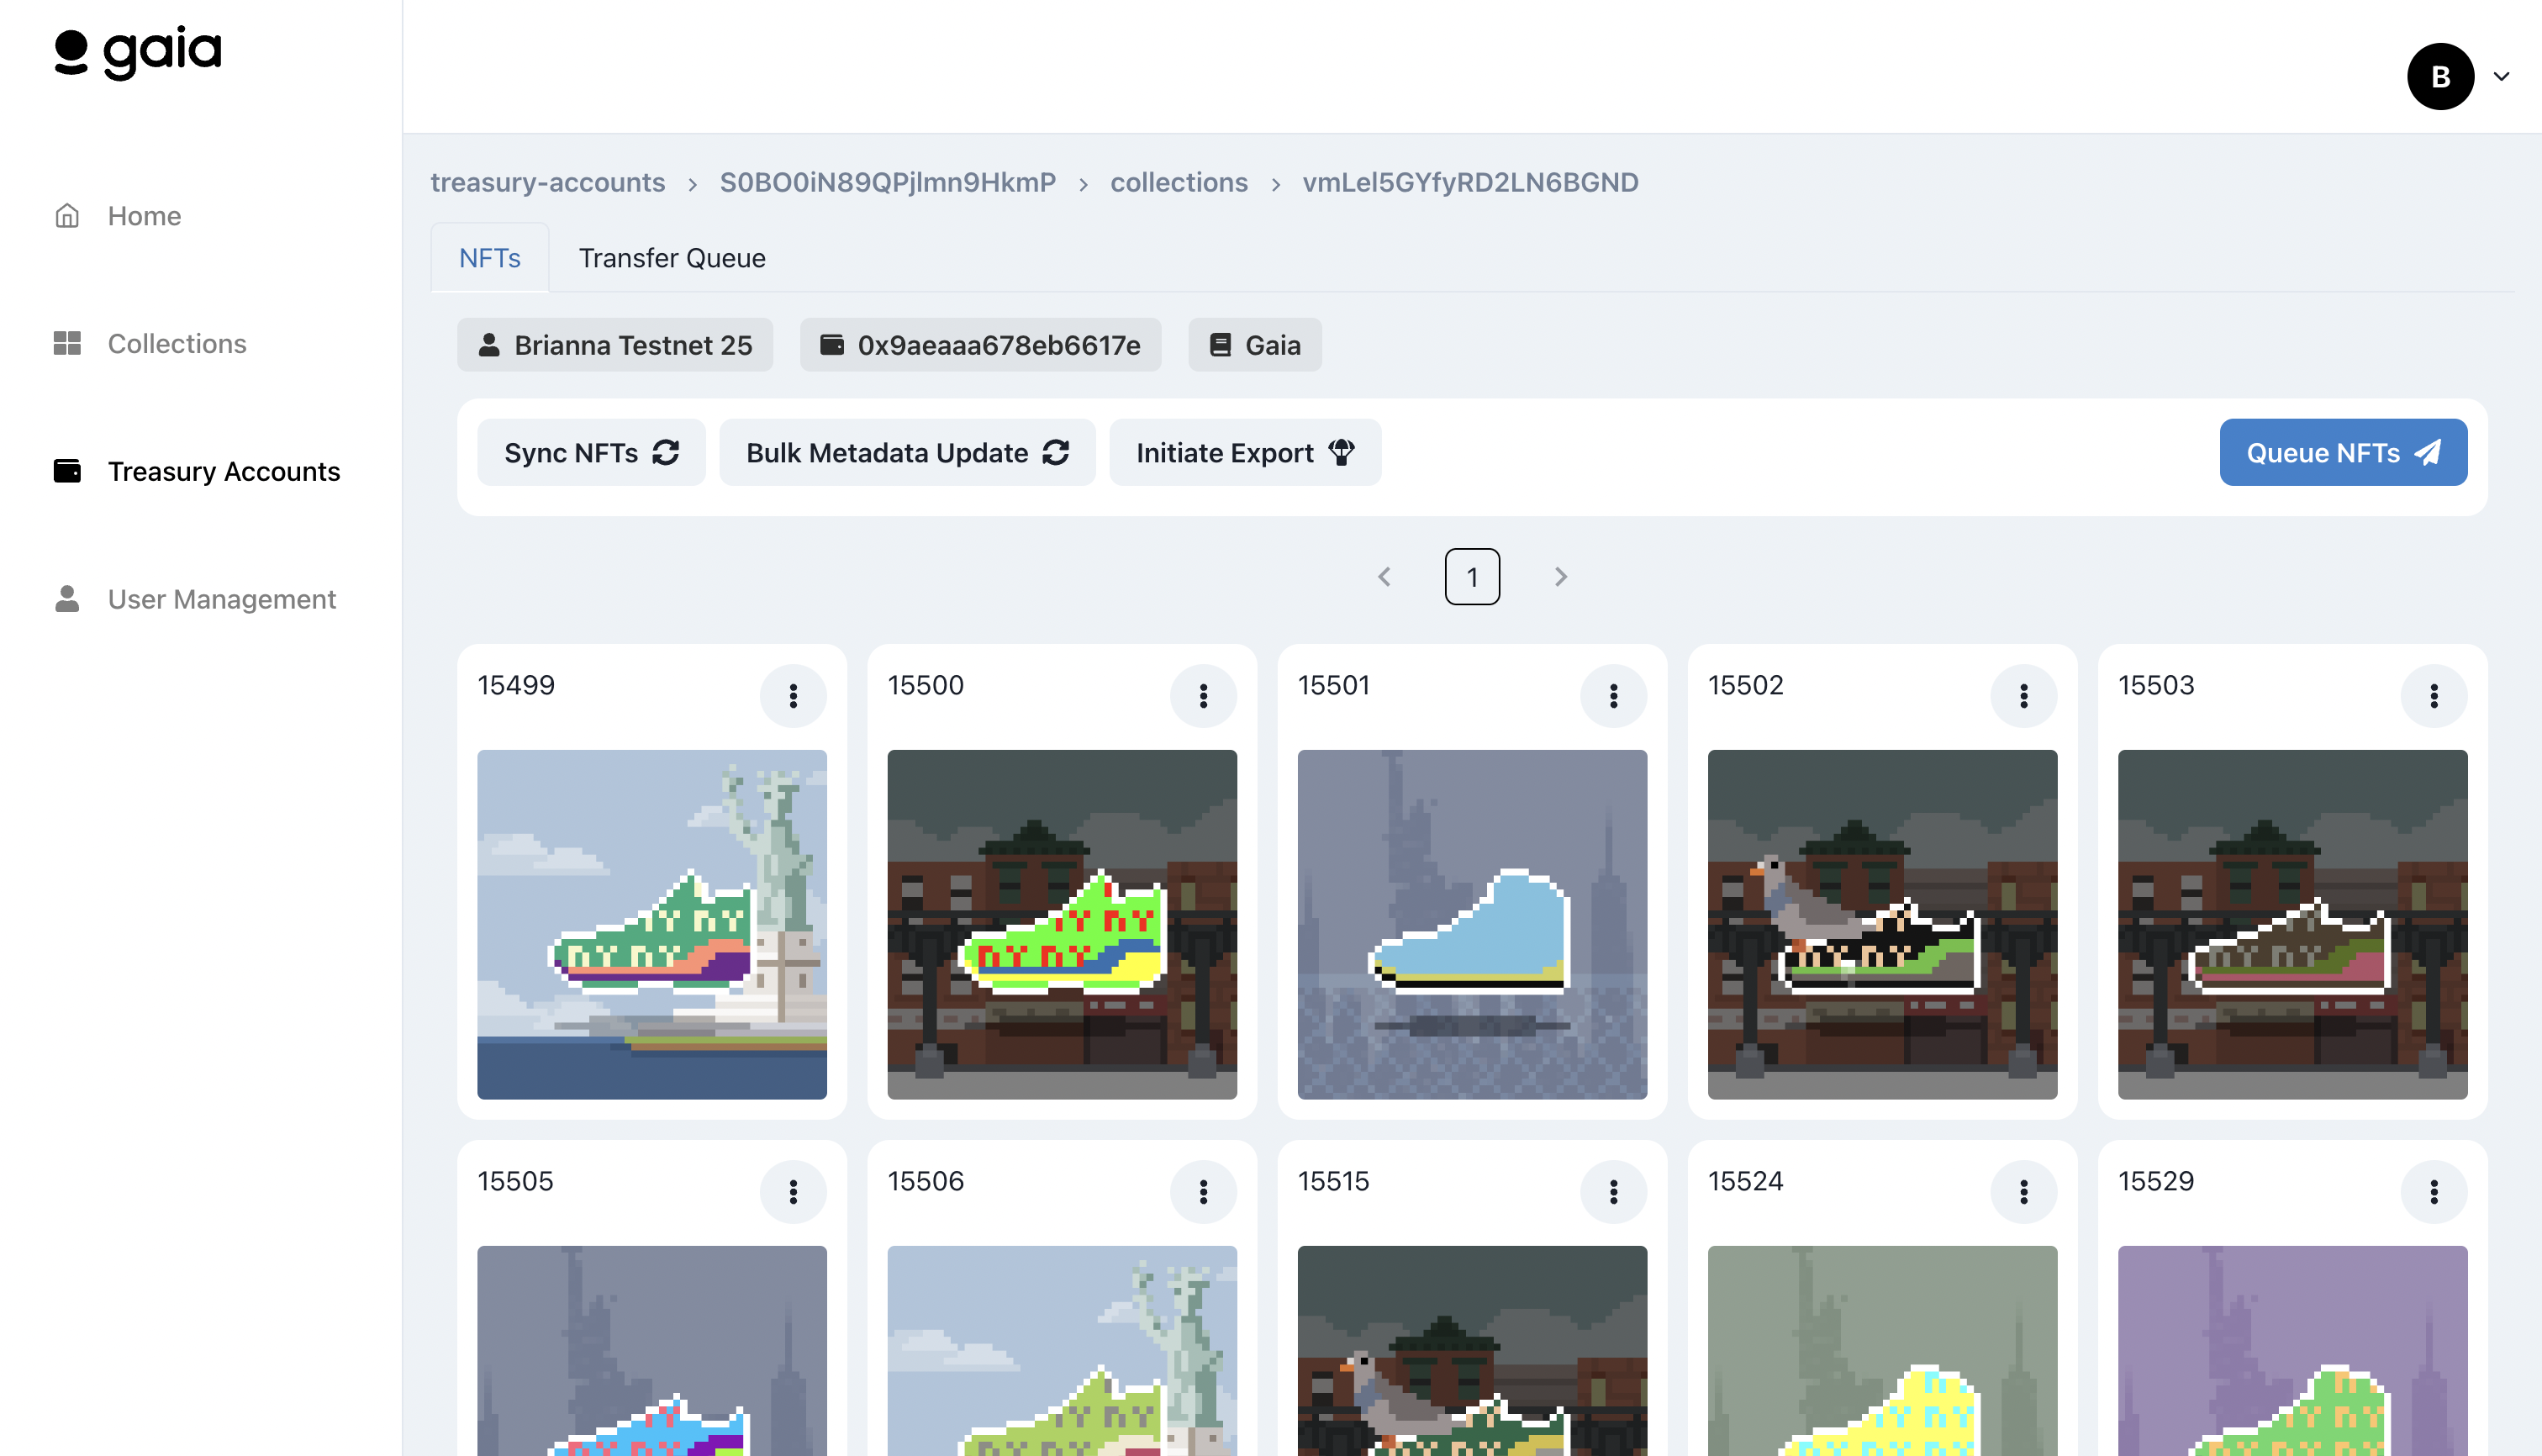 gaia
B
Home
Collections
Treasury Accounts
User Management
treasury-accounts > S0BO0iN89QPjlmn9HkmP > collections > vmLel5GYfyRD2LN6BGND
NFTs Transfer Queue
Brianna Testnet 25 0x9aeaaa678eb6617e Gaia
Sync NFTs Bulk Metadata Update Initiate Export Queue NFTs
1
15499 15500 15501 15502 15503
15505 15506 15515 15524 15529